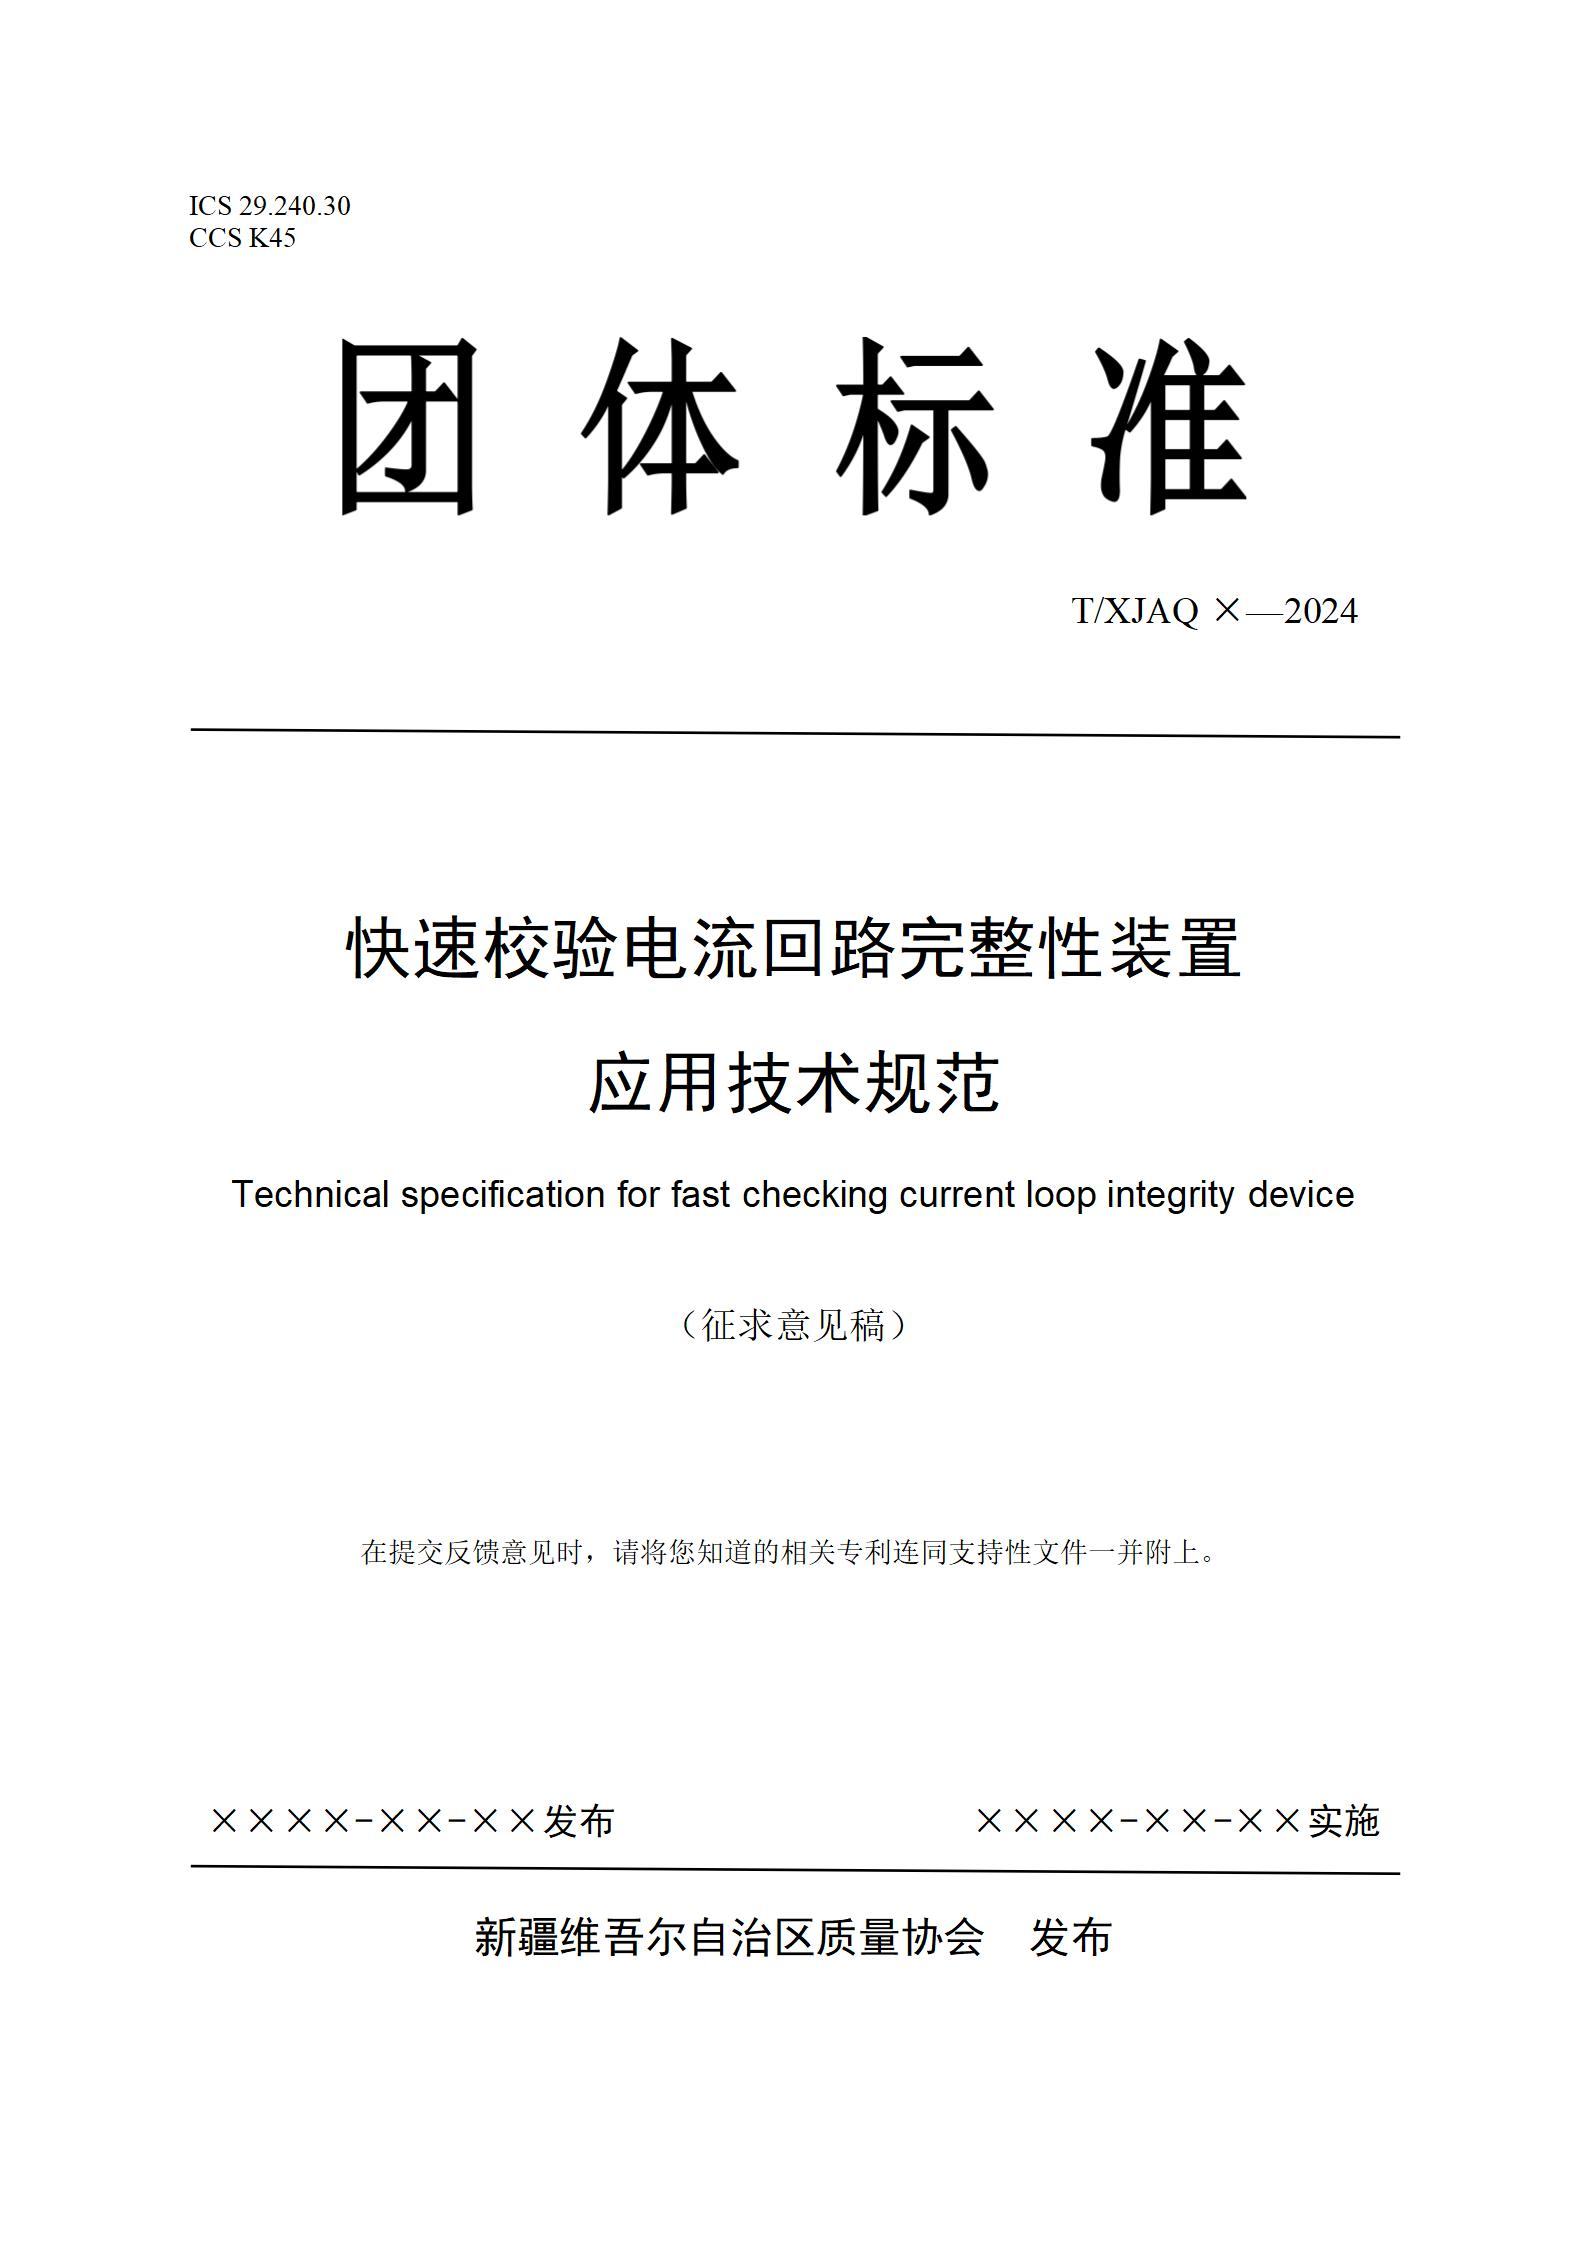 ICS 29.240.30
CCS K45
团 体 标 准
T/XJAQ ×—2024
快速校验电流回路完整性装置
应用技术规范
Technical specification for fast checking current loop integrity device
（征求意见稿）
在提交反馈意见时，请将您知道的相关专利连同支持性文件一并附上。
××××-××-××发布 ××××-××-××实施
新疆维吾尔自治区质量协会 发布